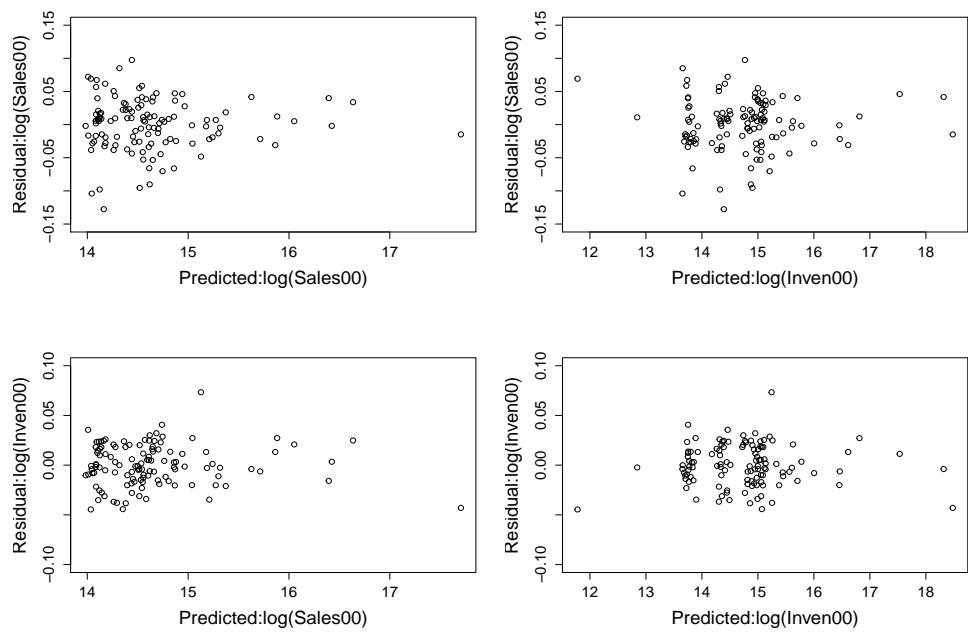 Residual:log(Sales00)
0.15
0.05
−0.05
−0.15
14 15 16 17
Predicted:log(Sales00)
Residual:log(Sales00)
0.15
0.05
−0.05
−0.15
12 13 14 15 16 17 18
Predicted:log(Inven00)
Residual:log(Inven00)
0.10
0.05
0.00
−0.10
14 15 16 17
Predicted:log(Sales00)
Residual:log(Inven00)
0.10
0.05
0.00
−0.10
12 13 14 15 16 17 18
Predicted:log(Inven00)